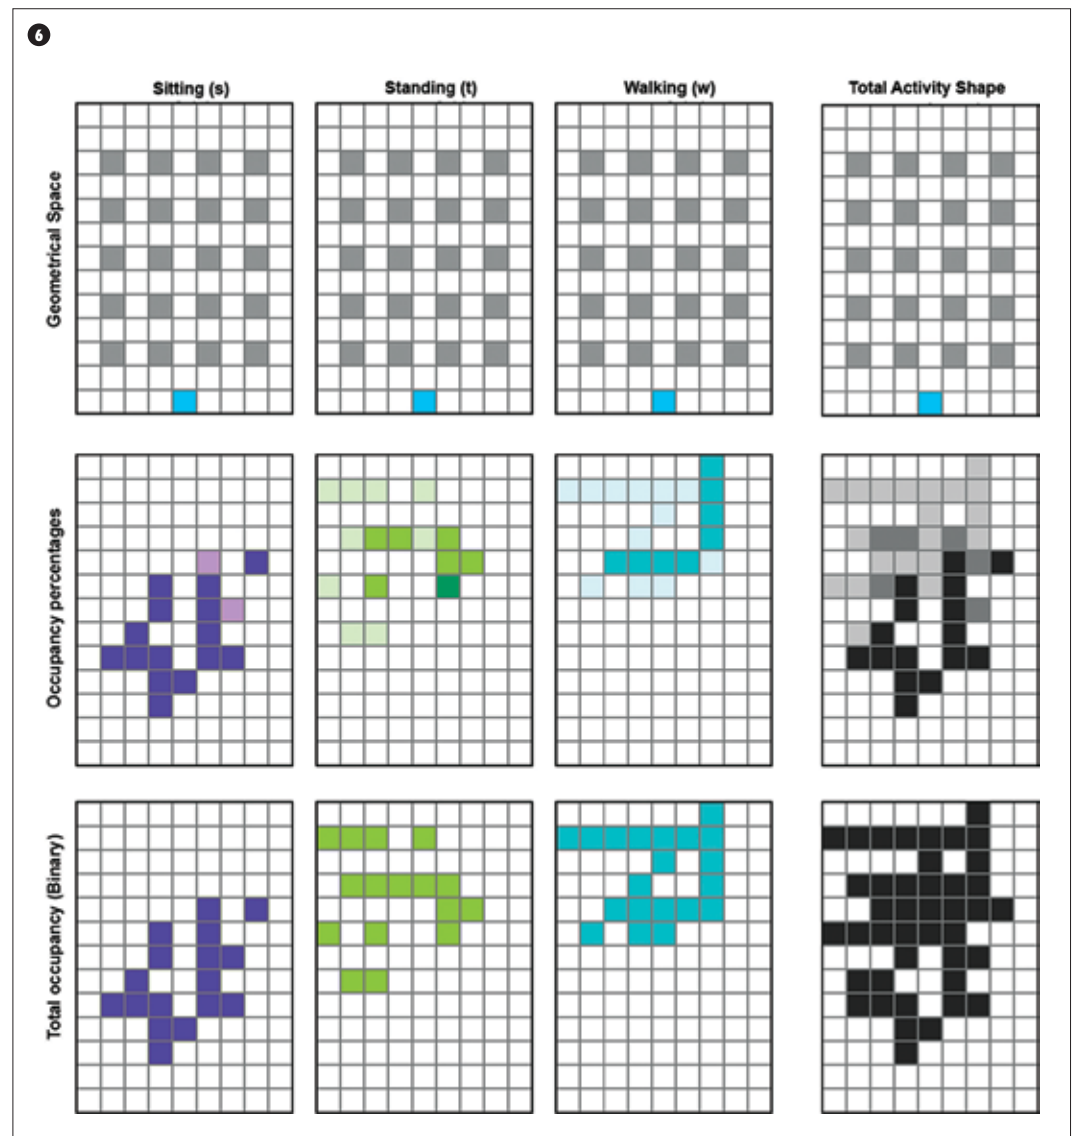 6
Sitting (s)
Standing (t)
Walking (w)
Total Activity Shape
Geometrical Space
Occupancy percentages
Total occupancy (Binary)